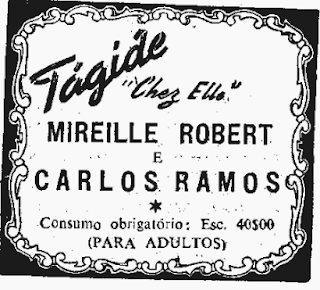 Tágide
"Chez Elle"
MIREILLE ROBERT
E
CARLOS RAMOS
*
Consumo obrigatório: Esc. 40$00
(PARA ADULTOS)